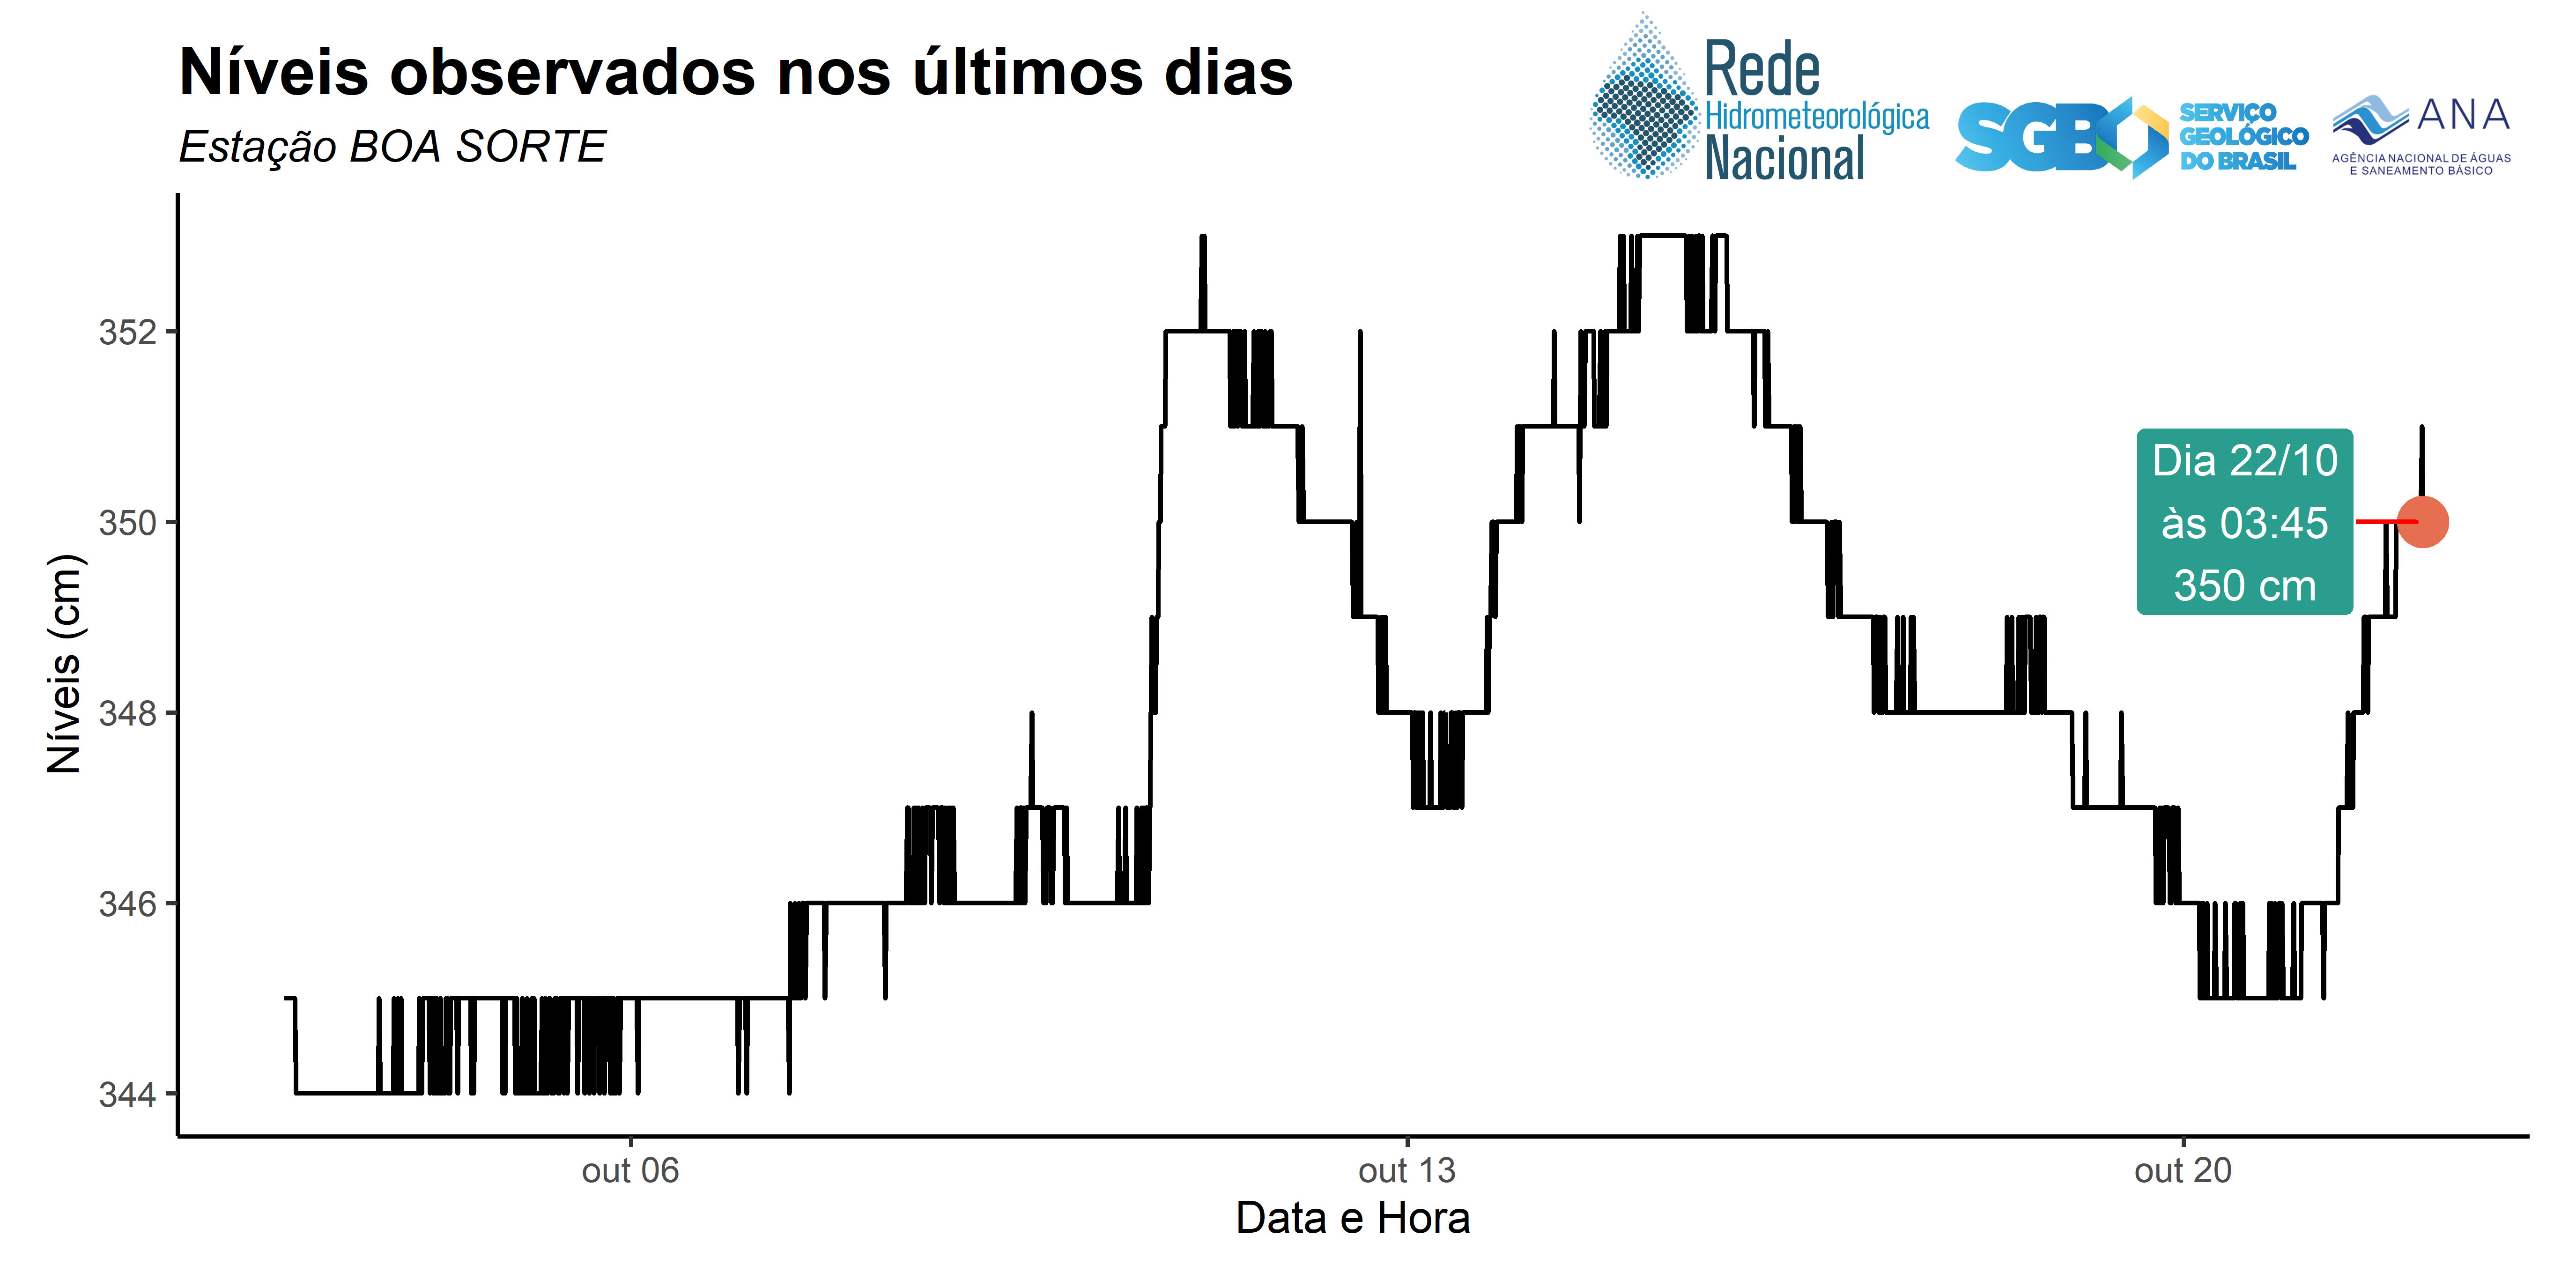 Níveis observados nos últimos dias
Estação BOA SORTE
Rede
Hidrometeorológica
Nacional
SGB
SERVIÇO
GEOLÓGICO
DO BRASIL
ANA
AGÊNCIA NACIONAL DE ÁGUAS
E SANEAMENTO BÁSICO
Níveis (cm)
352
350
348
346
344
Dia 22/10
às 03:45
350 cm
out 06
out 13
out 20
Data e Hora